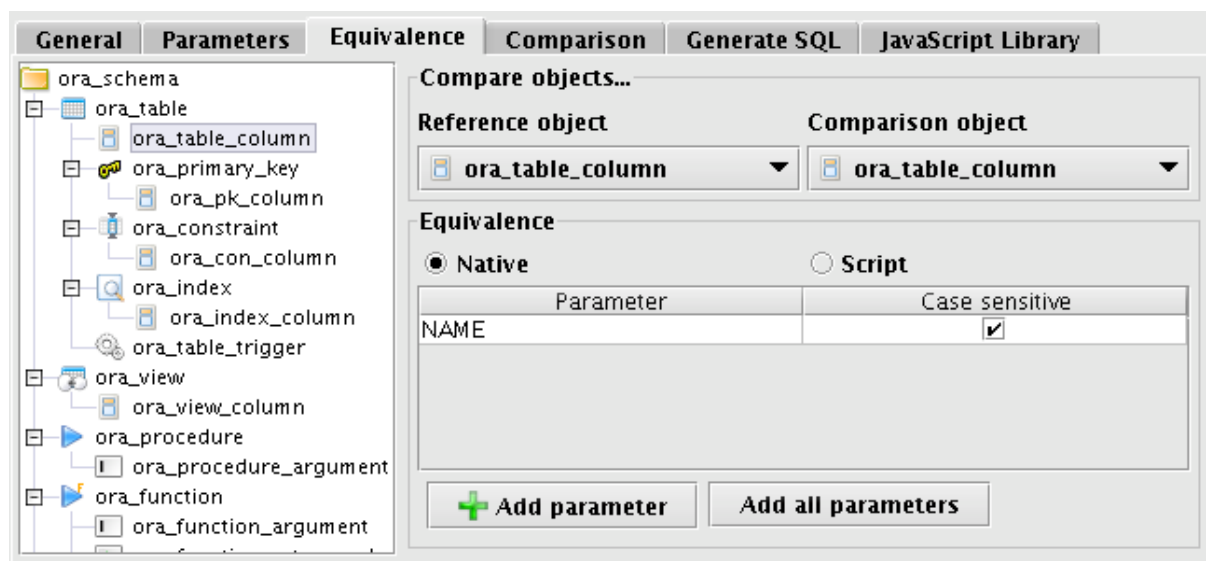 General Parameters Equivalence Comparison Generate SQL JavaScript Library
ora_schema
ora_table
ora_table_column
ora_primary_key
ora_pk_column
ora_constraint
ora_con_column
ora_index
ora_index_column
ora_table_trigger
ora_view
ora_view_column
ora_procedure
ora_procedure_argument
ora_function
ora_function_argument
Compare objects...
Reference object Comparison object
ora_table_column ora_table_column
Equivalence
Native Script
Parameter Case sensitive
NAME
Add parameter Add all parameters